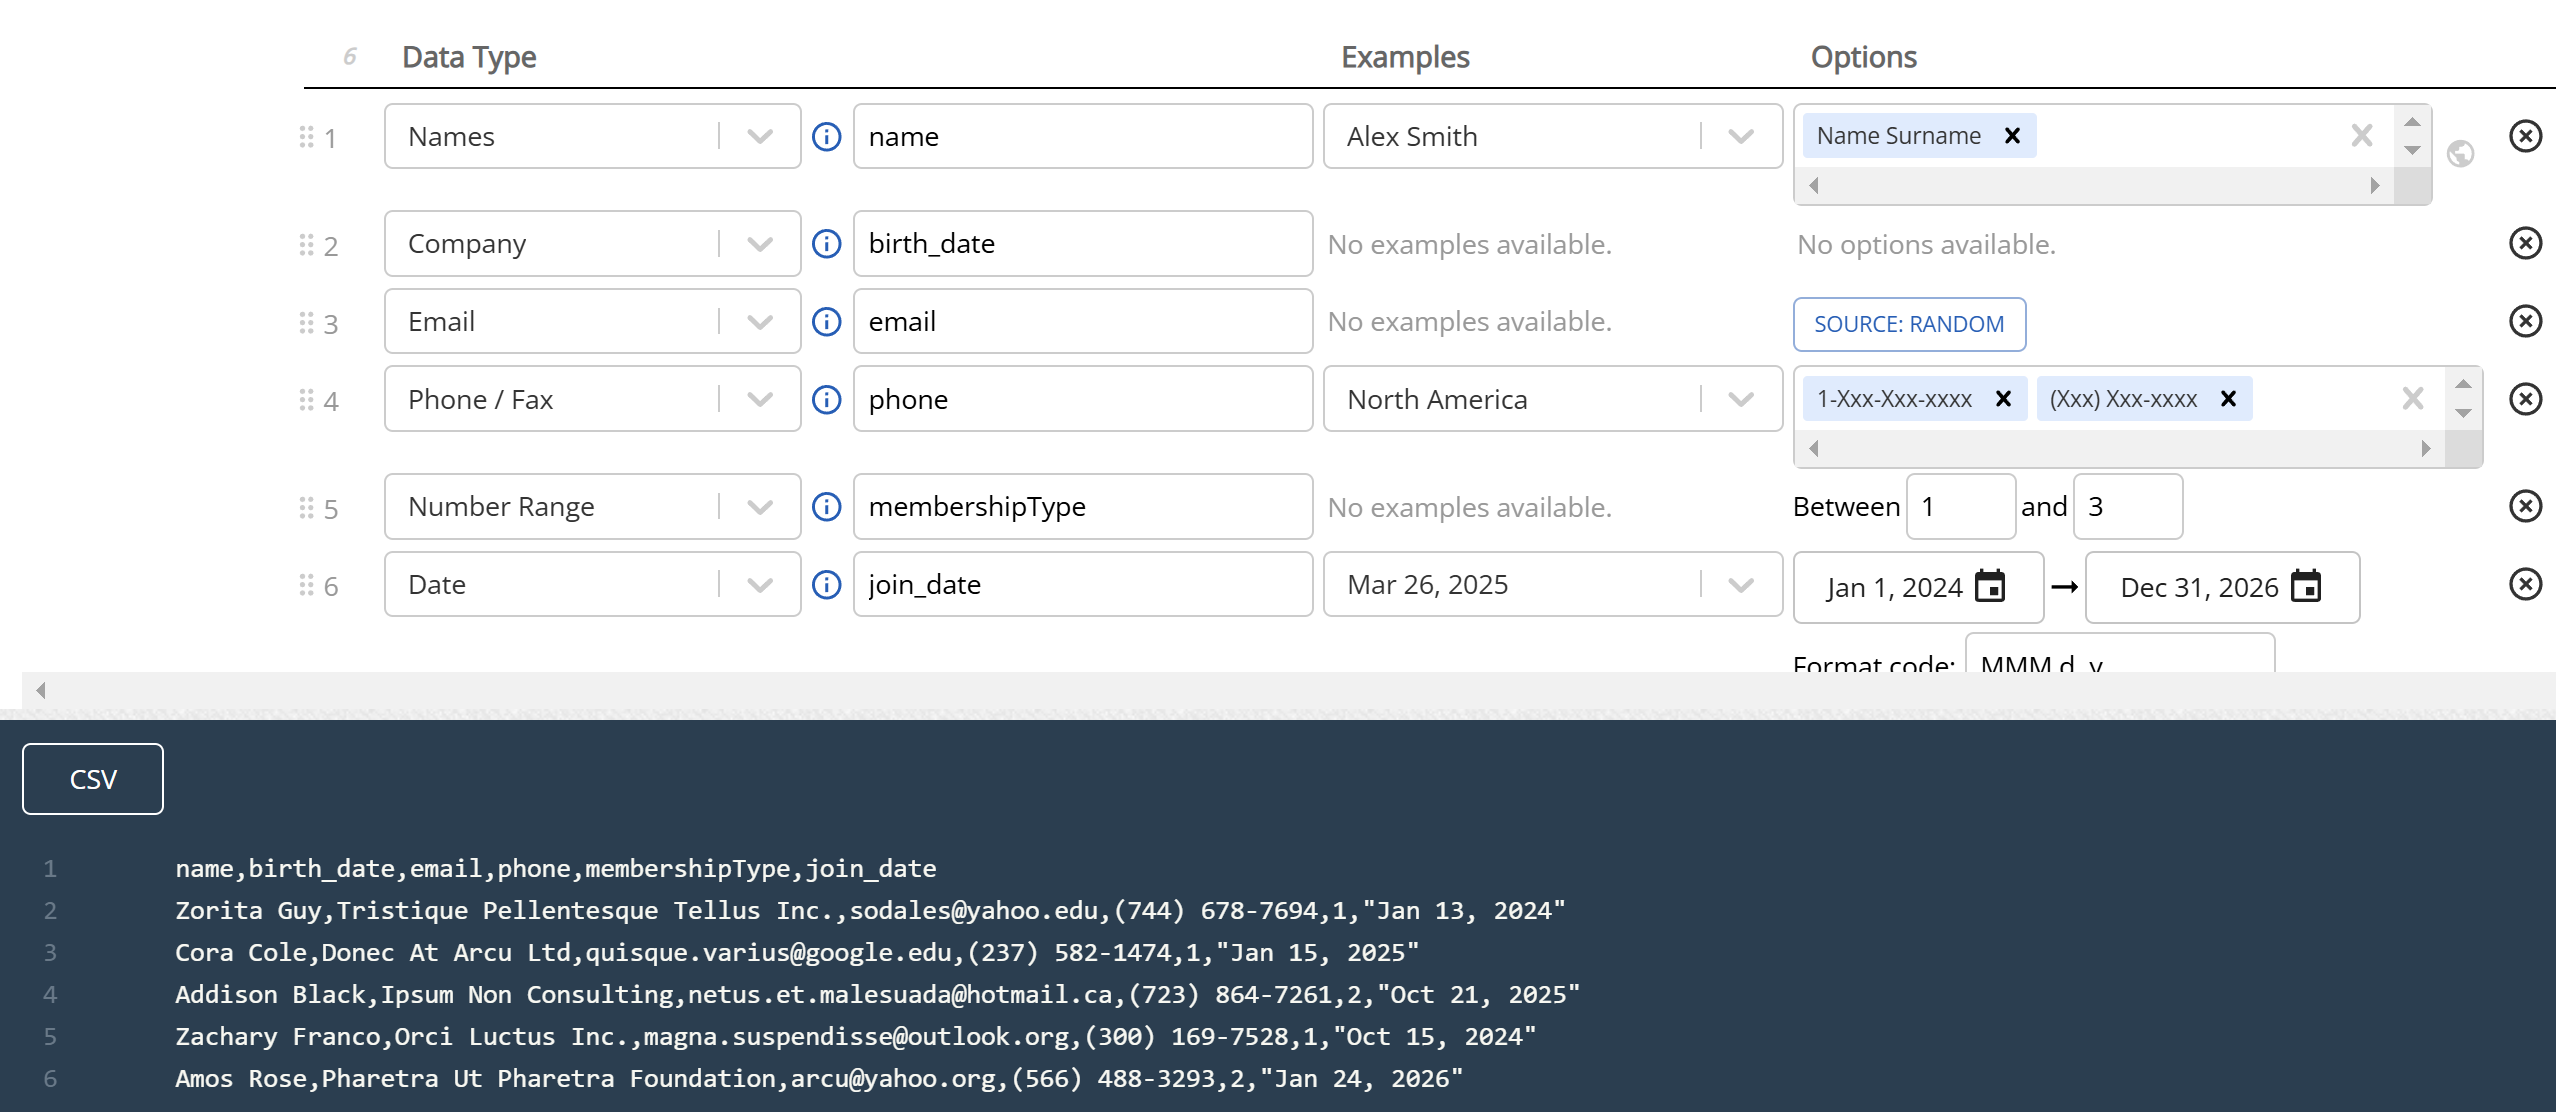 6 Data Type Examples Options
1 Names name Alex Smith Name Surname
2 Company birth_date No examples available. No options available.
3 Email email No examples available. SOURCE: RANDOM
4 Phone / Fax phone North America 1-Xxx-Xxx-xxxx (Xxx) Xxx-xxxx
5 Number Range membershipType No examples available. Between 1 and 3
6 Date join_date Mar 26, 2025 Jan 1, 2024 Dec 31, 2026
Format code: MMM d, y
CSV
1 name,birth_date,email,phone,membershipType,join_date
2 Zorita Guy,Tristique Pellentesque Tellus Inc.,sodales@yahoo.edu,(744) 678-7694,1,"Jan 13, 2024"
3 Cora Cole,Donec At Arcu Ltd,quisque.varius@google.edu,(237) 582-1474,1,"Jan 15, 2025"
4 Addison Black,Ipsum Non Consulting,netus.et.malesuada@hotmail.ca,(723) 864-7261,2,"Oct 21, 2025"
5 Zachary Franco,Orci Luctus Inc.,magna.suspendisse@outlook.org,(300) 169-7528,1,"Oct 15, 2024"
6 Amos Rose,Pharetra Ut Pharetra Foundation,arcu@yahoo.org,(566) 488-3293,2,"Jan 24, 2026"